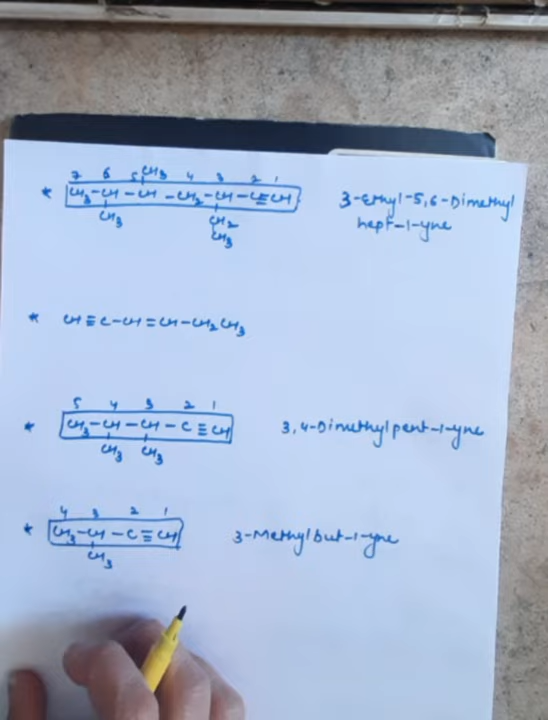 7 6 5 CH3 4 3 2 1
* CH3-CH-CH-CH2-CH-C≡CH 3-Ethyl-5,6-Dimethyl
CH3 CH2 hept-1-yne
CH3
* CH≡C-CH=CH-CH2CH3
5 4 3 2 1
* CH3-CH-CH-C≡CH 3,4-Dimethylpent-1-yne
CH3 CH3
4 3 2 1
* CH3-CH-C≡CH 3-Methylbut-1-yne
CH3